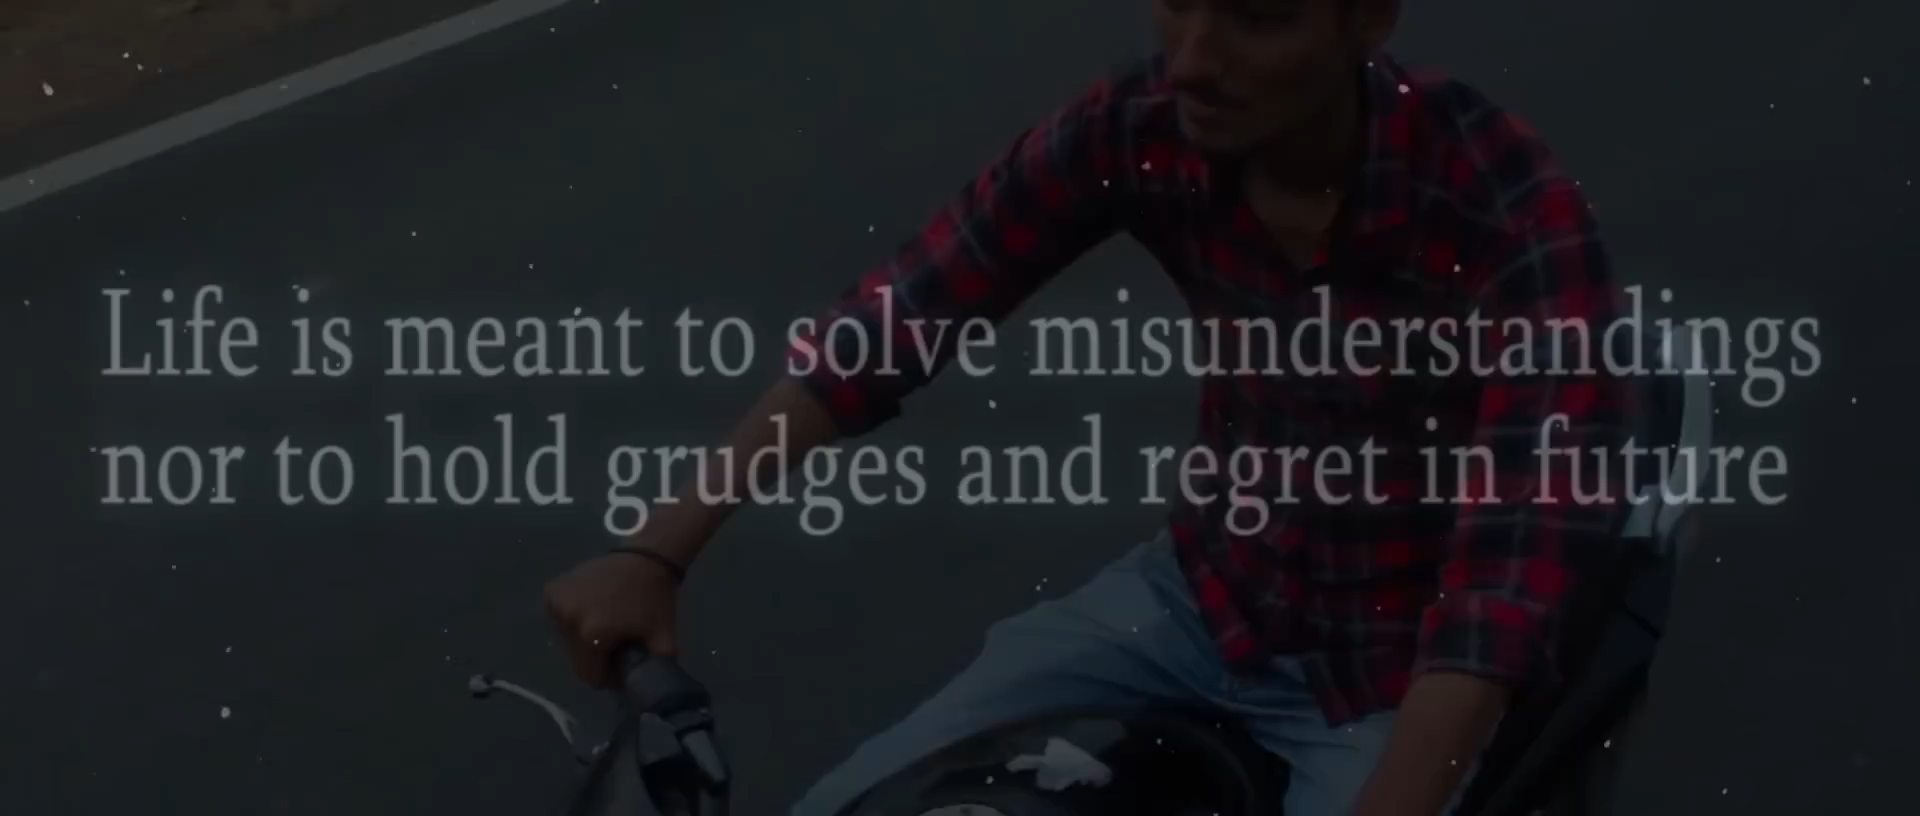 Life is meant to solve misunderstandings
nor to hold grudges and regret in future